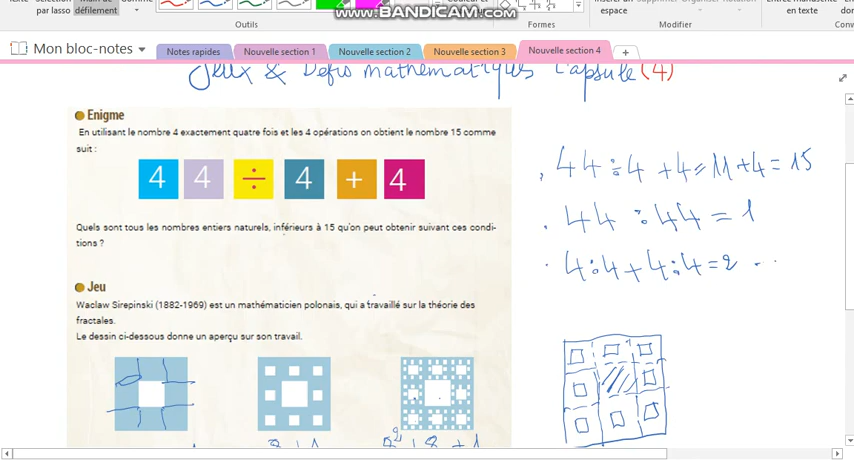 Outils
Formes
Modifier
par lasso
défilement
espace
en texte
mathématique
Couleur
www.BANDICAM.com
Mon bloc-notes
Notes rapides
Nouvelle section 1
Nouvelle section 2
Nouvelle section 3
Nouvelle section 4
+
Jeux & Défis mathématiques Capsule (4)
Enigme
En utilisant le nombre 4 exactement quatre fois et les 4 opérations on obtient le nombre 15 comme
suit :
4 4 ÷ 4 + 4
Quels sont tous les nombres entiers naturels, inférieurs à 15 qu'on peut obtenir suivant ces condi-
tions ?
. 44 ÷ 4 + 4 = 11 + 4 = 15
. 44 : 44 = 1
. 4:4 + 4:4 = 2 ...
Jeu
Waclaw Sirepinski (1882-1969) est un mathématicien polonais, qui a travaillé sur la théorie des
fractales.
Le dessin ci-dessous donne un aperçu sur son travail.